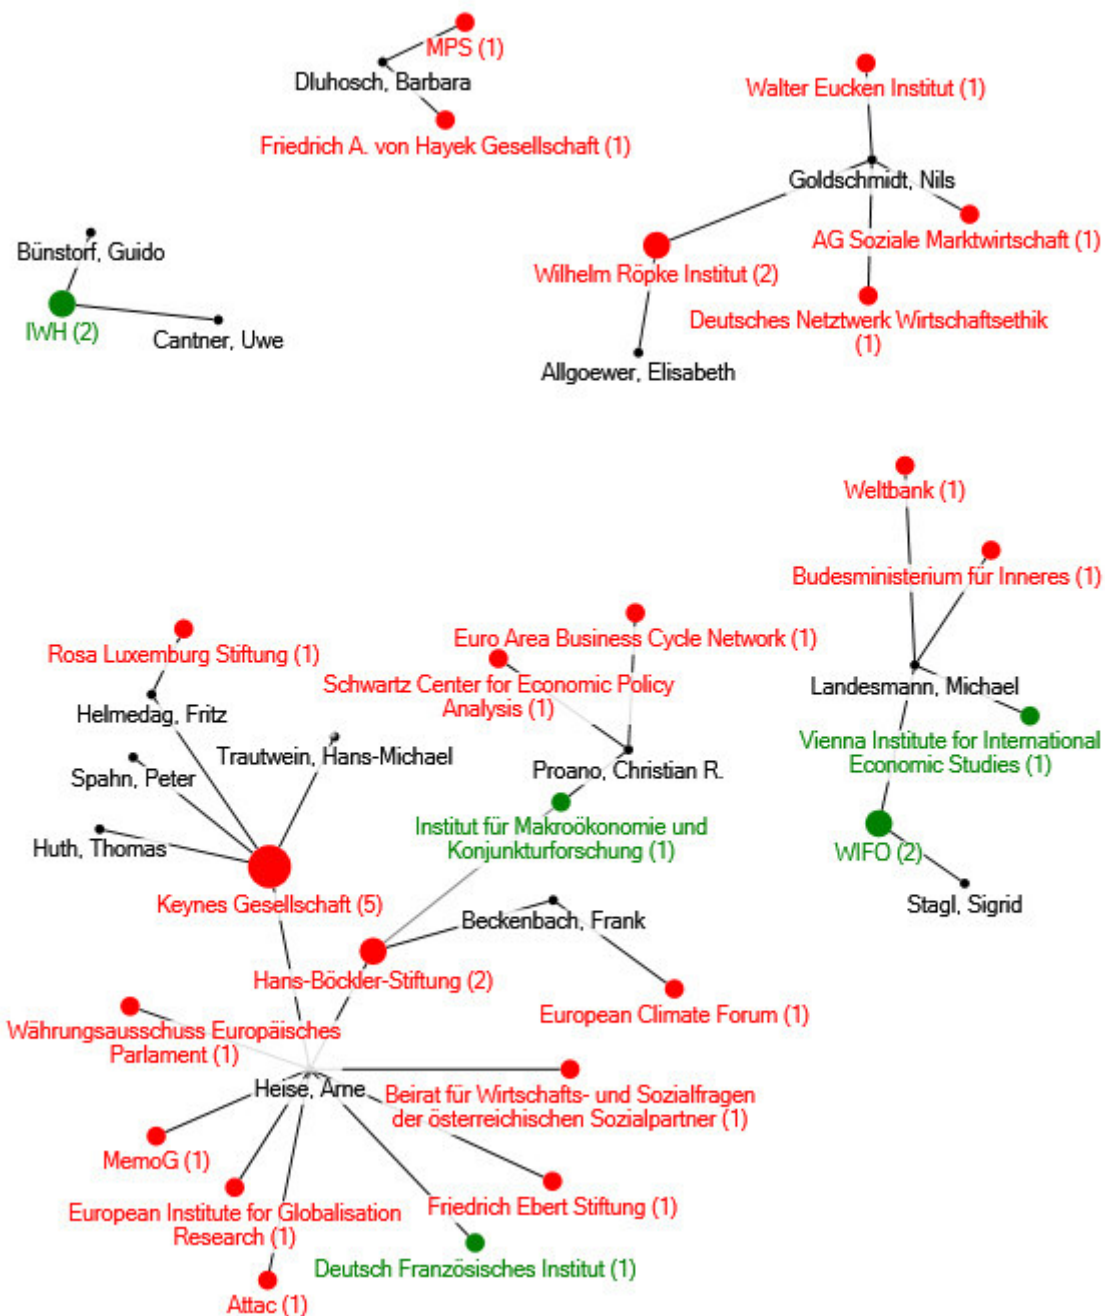 MPS (1)
Dluhosch, Barbara
Friedrich A. von Hayek Gesellschaft (1)
Walter Eucken Institut (1)
Goldschmidt, Nils
AG Soziale Marktwirtschaft (1)
Wilhelm Röpke Institut (2)
Deutsches Netztwerk Wirtschaftsethik
(1)
Allgoewer, Elisabeth
Bünstorf, Guido
IWH (2)
Cantner, Uwe
Weltbank (1)
Budesministerium für Inneres (1)
Landesmann, Michael
Vienna Institute for International
Economic Studies (1)
WIFO (2)
Stagl, Sigrid
Rosa Luxemburg Stiftung (1)
Helmedag, Fritz
Trautwein, Hans-Michael
Spahn, Peter
Huth, Thomas
Keynes Gesellschaft (5)
Euro Area Business Cycle Network (1)
Schwartz Center for Economic Policy
Analysis (1)
Proano, Christian R.
Institut für Makroökonomie und
Konjunkturforschung (1)
Beckenbach, Frank
Hans-Böckler-Stiftung (2)
European Climate Forum (1)
Währungsausschuss Europäisches
Parlament (1)
Heise, Arne
Beirat für Wirtschafts- und Sozialfragen
der österreichischen Sozialpartner (1)
MemoG (1)
European Institute for Globalisation
Research (1)
Friedrich Ebert Stiftung (1)
Deutsch Französisches Institut (1)
Attac (1)